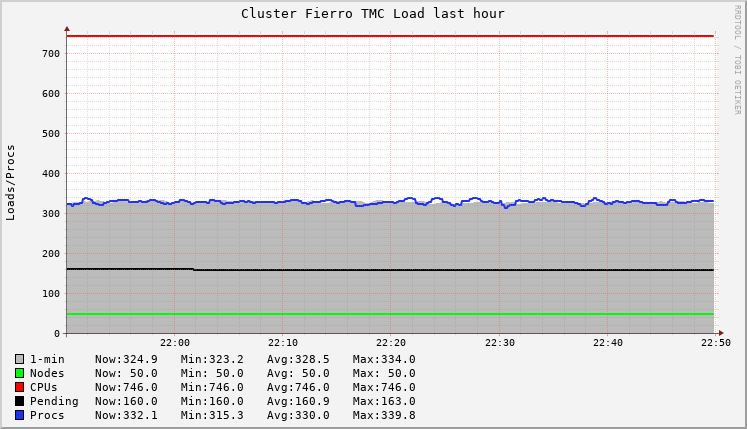 Cluster Fierro TMC Load last hour
RRDTOOL / TOBI OETIKER
Loads/Procs
700
600
500
400
300
200
100
0
22:00 22:10 22:20 22:30 22:40 22:50
1-min Now:324.9 Min:323.2 Avg:328.5 Max:334.0
Nodes Now: 50.0 Min: 50.0 Avg: 50.0 Max: 50.0
CPUs Now:746.0 Min:746.0 Avg:746.0 Max:746.0
Pending Now:160.0 Min:160.0 Avg:160.9 Max:163.0
Procs Now:332.1 Min:315.3 Avg:330.0 Max:339.8